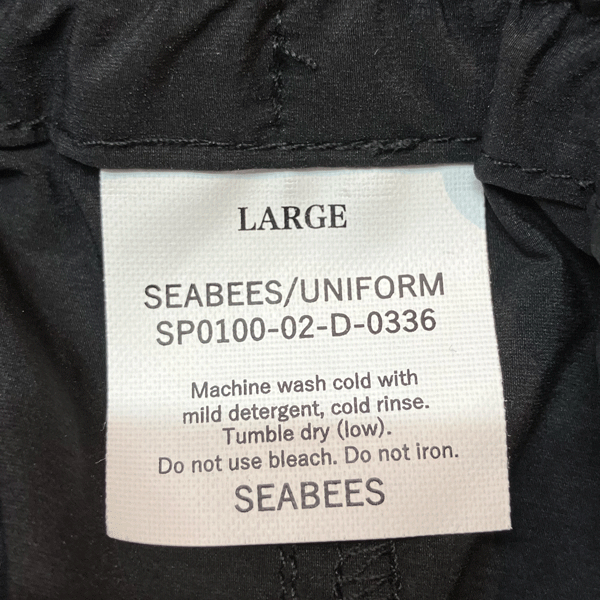 LARGE
SEABEES/UNIFORM
SP0100-02-D-0336
Machine wash cold with
mild detergent, cold rinse.
Tumble dry (low).
Do not use bleach. Do not iron.
SEABEES